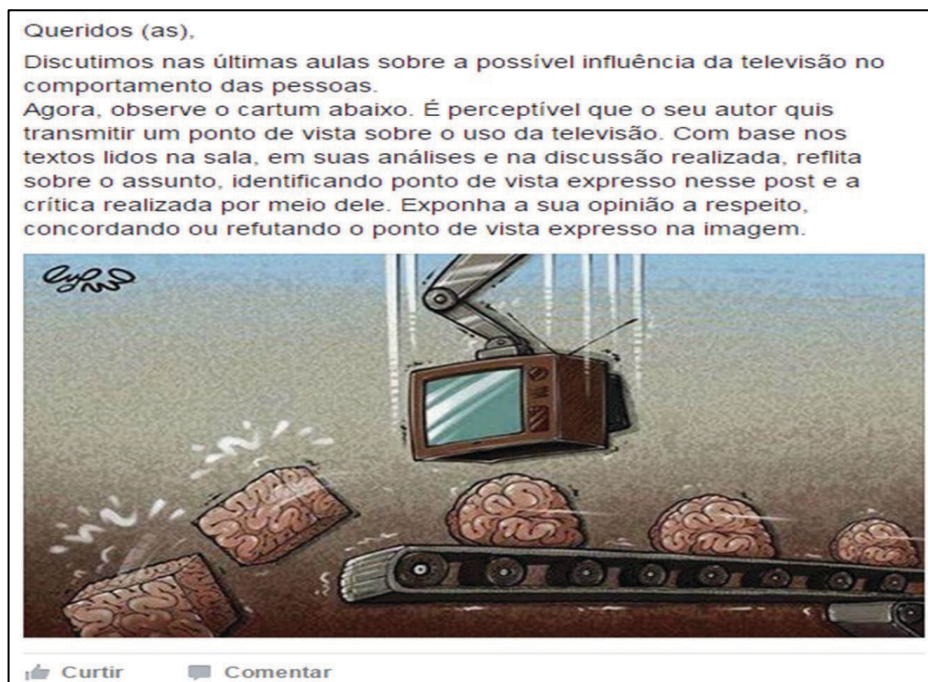 Queridos (as),
Discutimos nas últimas aulas sobre a possível influência da televisão no
comportamento das pessoas.
Agora, observe o cartum abaixo. É perceptível que o seu autor quis
transmitir um ponto de vista sobre o uso da televisão. Com base nos
textos lidos na sala, em suas análises e na discussão realizada, reflita
sobre o assunto, identificando ponto de vista expresso nesse post e a
crítica realizada por meio dele. Exponha a sua opinião a respeito,
concordando ou refutando o ponto de vista expresso na imagem.
Curtir Comentar